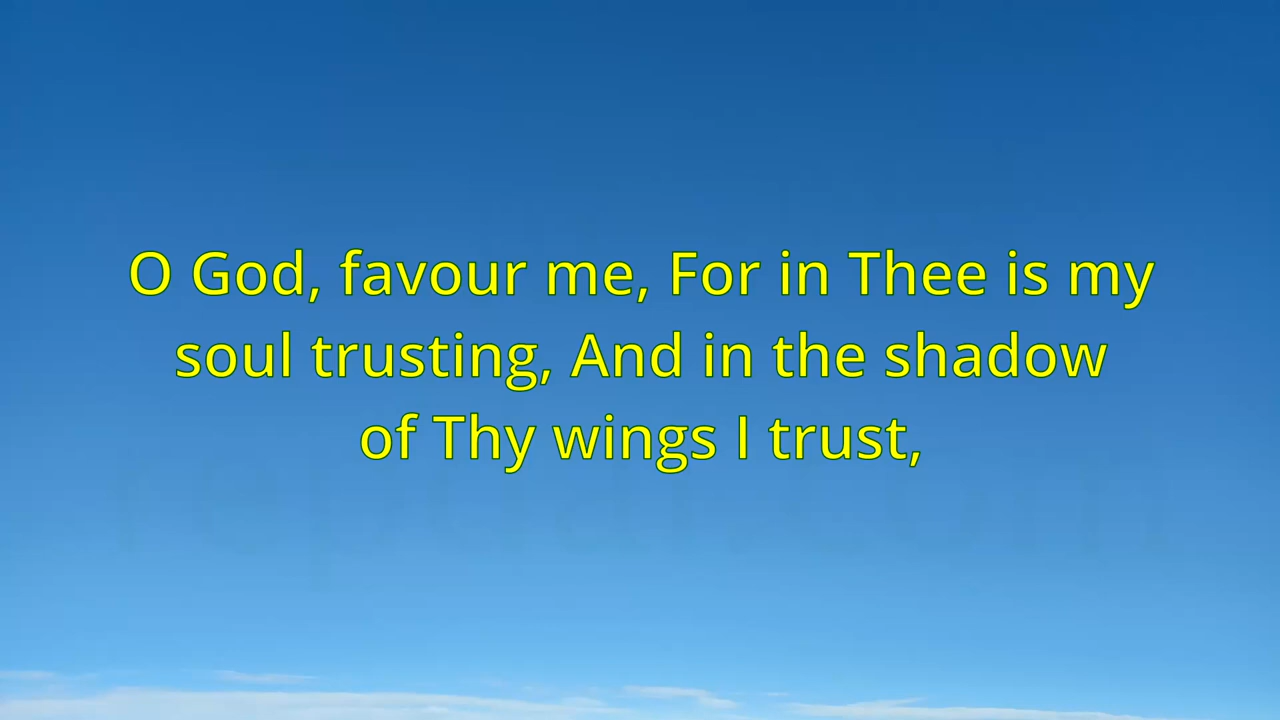 O God, favour me, For in Thee is my
soul trusting, And in the shadow
of Thy wings I trust,